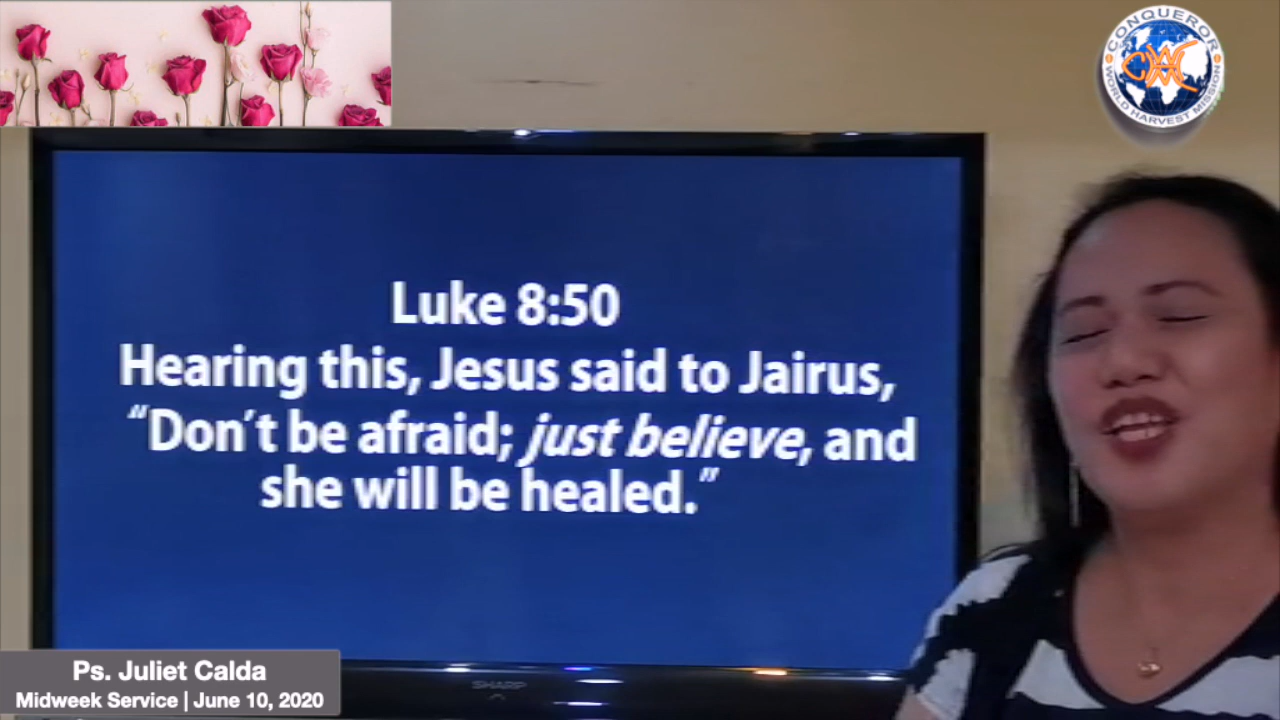 CONQUEROR
WORLD HARVEST MISSION
CWHM
Luke 8:50
Hearing this, Jesus said to Jairus,
“Don’t be afraid; just believe, and
she will be healed.”
SHARP
Ps. Juliet Calda
Midweek Service | June 10, 2020